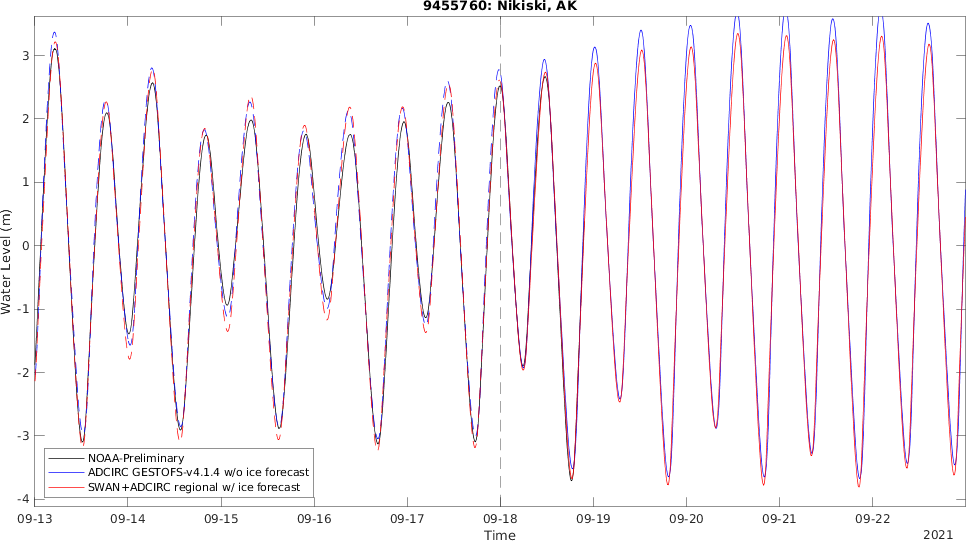 9455760: Nikiski, AK
Water Level (m)
3
2
1
0
-1
-2
-3
-4
NOAA-Preliminary
ADCIRC GESTOFS-v4.1.4 w/o ice forecast
SWAN+ADCIRC regional w/ ice forecast
09-13 09-14 09-15 09-16 09-17 09-18 09-19 09-20 09-21 09-22
Time
2021